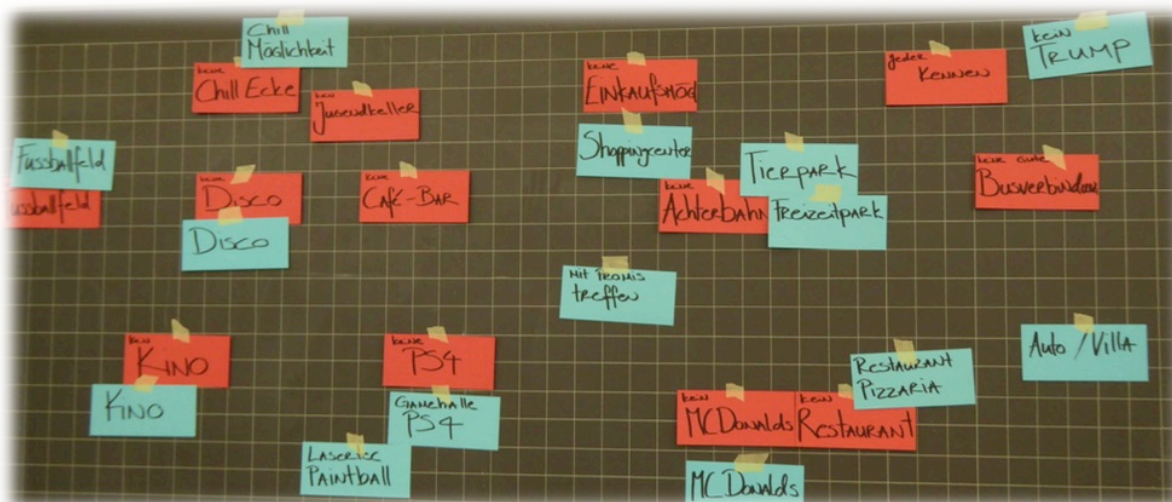 Chill
Möglichkeit
keine
Chill Ecke
kein
Jugendkeller
keine
EINKAUFSMÖG
Shoppingcenter
jeder
KENNEN
kein
TRUMP
Fussballfeld
ussballfeld
keine
DISCO
DISCO
CAFÉ-BAR
keine
ACHTERBAHN
TIERPARK
FREIZEITPARK
keine gute
BUSVERBINDUNG
MIT PROMIS
treffen
kein
KINO
KINO
keine
PS4
GAMEHALLE
PS4
LASERTEC
PAINTBALL
kein
MCDONALDS
kein
RESTAURANT
RESTAURANT
PIZZARIA
MC DONALDS
AUTO / VILLA